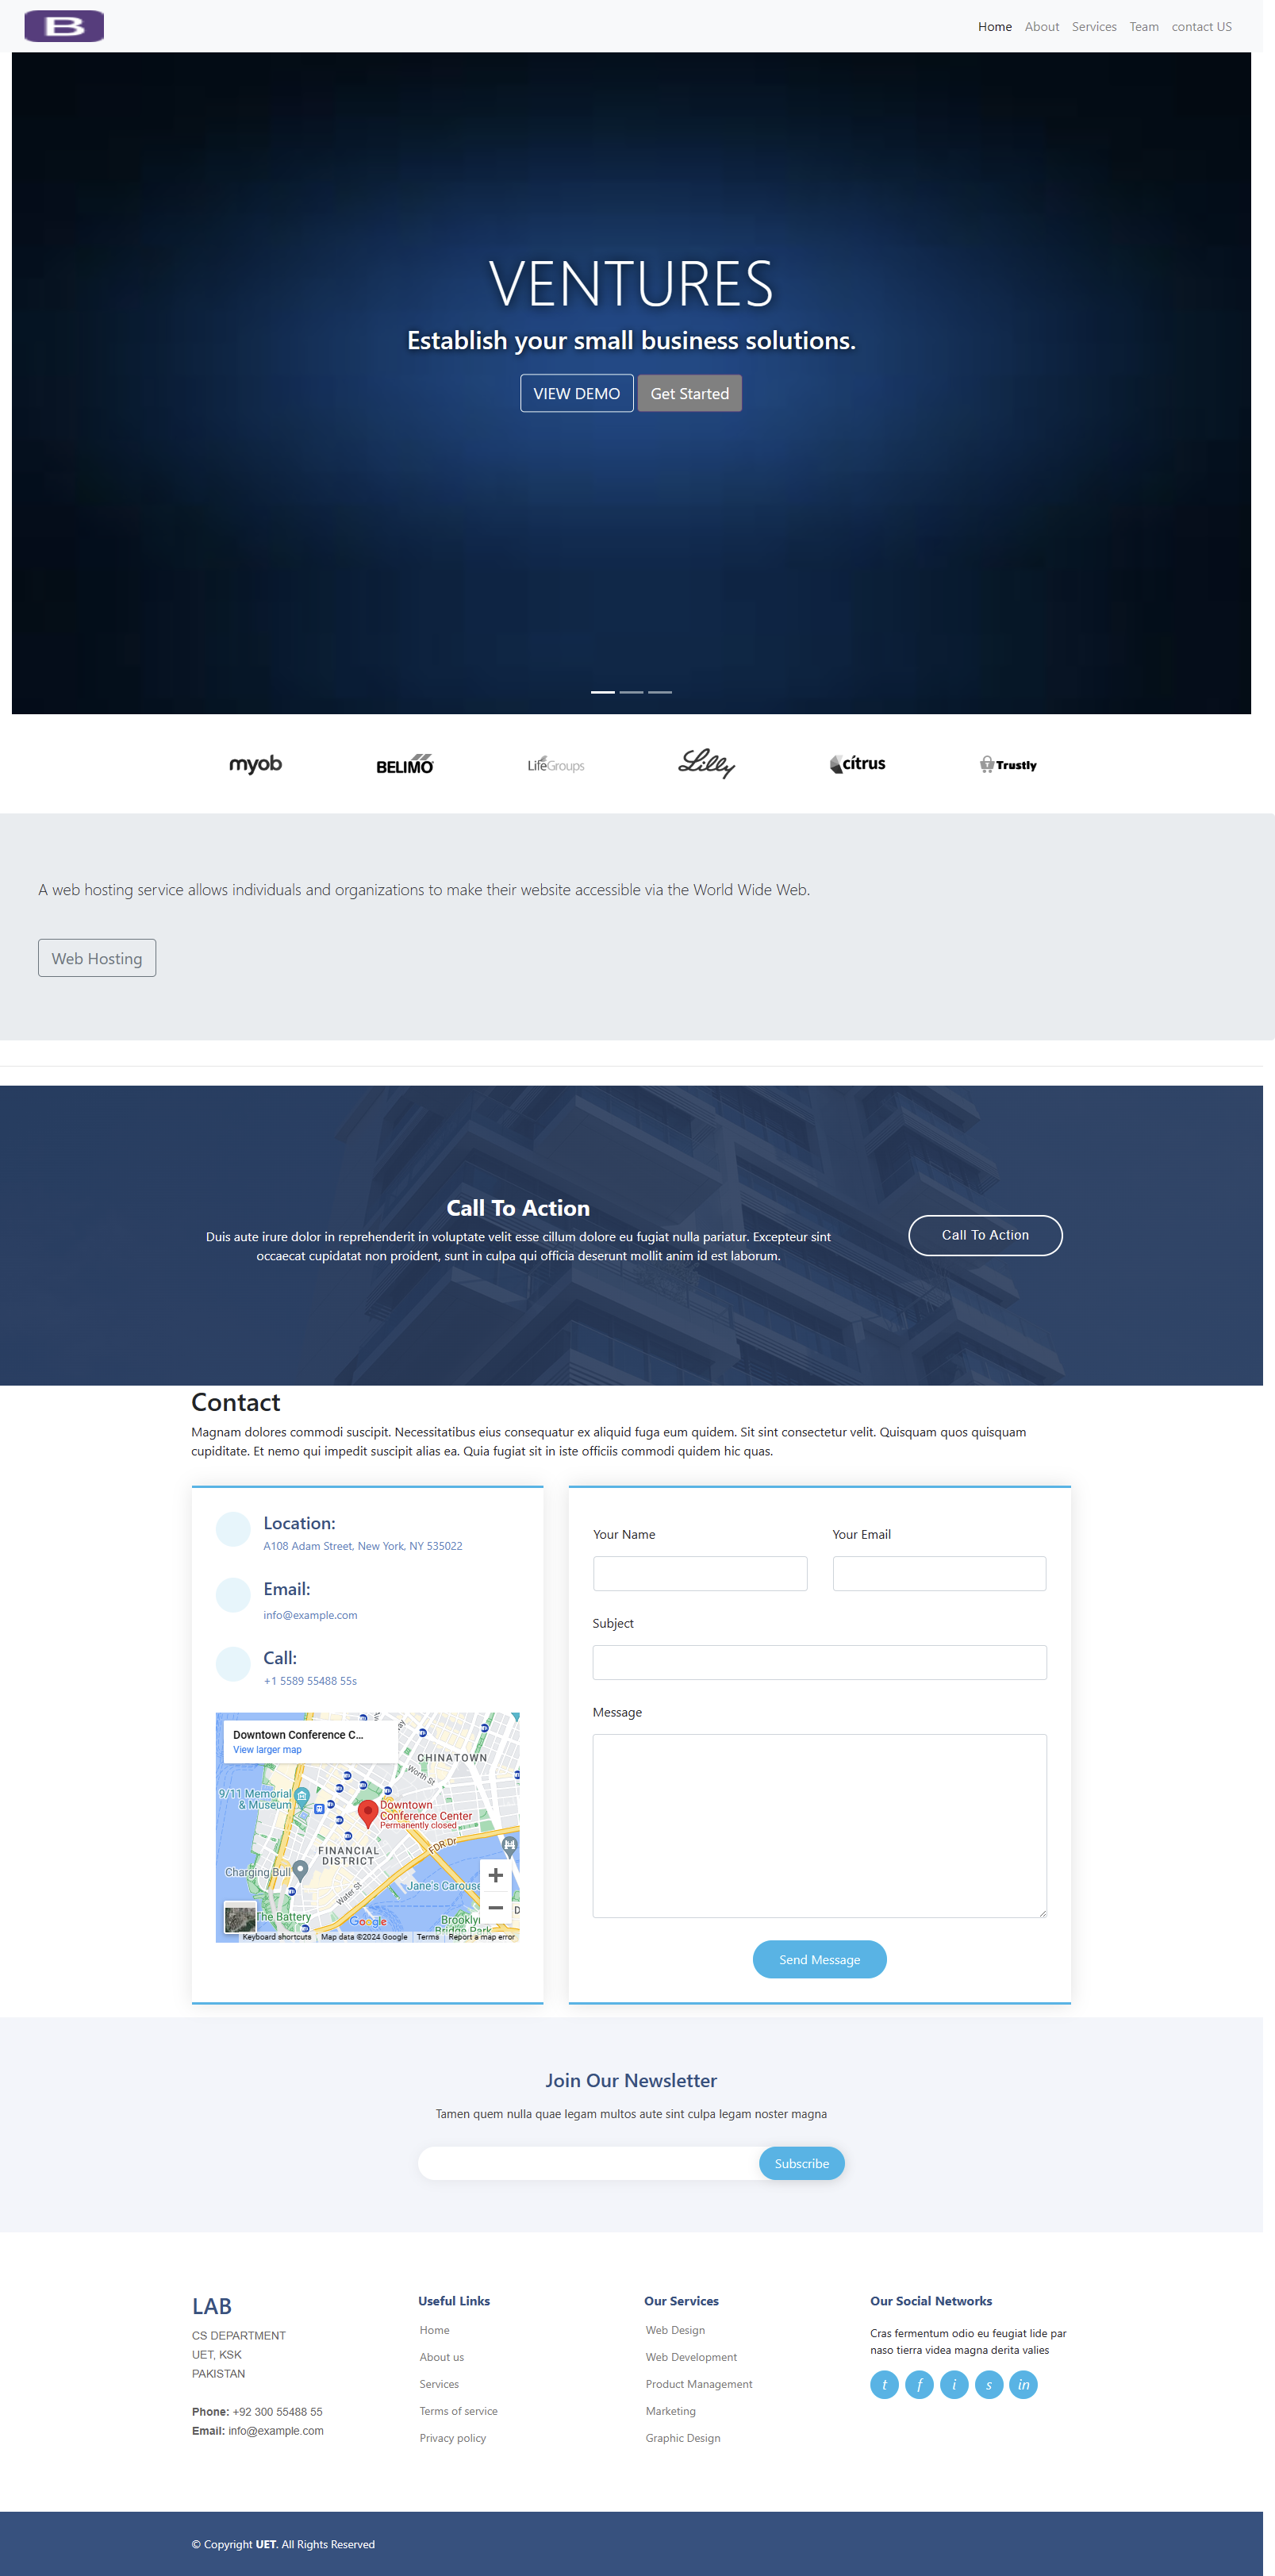 B
Home About Services Team contact US
VENTURES
Establish your small business solutions.
VIEW DEMO Get Started
myob BELIMO LifeGroups Lilly citrus Trustly
A web hosting service allows individuals and organizations to make their website accessible via the World Wide Web.
Web Hosting
Call To Action
Duis aute irure dolor in reprehenderit in voluptate velit esse cillum dolore eu fugiat nulla pariatur. Excepteur sint
occaecat cupidatat non proident, sunt in culpa qui officia deserunt mollit anim id est laborum.
Call To Action
Contact
Magnam dolores commodi suscipit. Necessitatibus eius consequatur ex aliquid fuga eum quidem. Sit sint consectetur velit. Quisquam quos quisquam
cupiditate. Et nemo qui impedit suscipit alias ea. Quia fugiat sit in iste officiis commodi quidem hic quas.
Location:
A108 Adam Street, New York, NY 535022
Email:
info@example.com
Call:
+1 5589 55488 55s
Downtown Conference C...
View larger map
CHINATOWN
Worth St
9/11 Memorial
& Museum
Downtown
Conference Center
Permanently closed
FINANCIAL
DISTRICT
FDR Dr
Charging Bull
Water St
Jane's Carouse
The Battery
Google
Brookly
Bridge Park
D
Keyboard shortcuts Map data ©2024 Google Terms Report a map error
Your Name Your Email
Subject
Message
Send Message
Join Our Newsletter
Tamen quem nulla quae legam multos aute sint culpa legam noster magna
Subscribe
LAB
CS DEPARTMENT
UET, KSK
PAKISTAN
Phone: +92 300 55488 55
Email: info@example.com
Useful Links
Home
About us
Services
Terms of service
Privacy policy
Our Services
Web Design
Web Development
Product Management
Marketing
Graphic Design
Our Social Networks
Cras fermentum odio eu feugiat lide par
naso tierra videa magna derita valies
t f i s in
© Copyright UET. All Rights Reserved